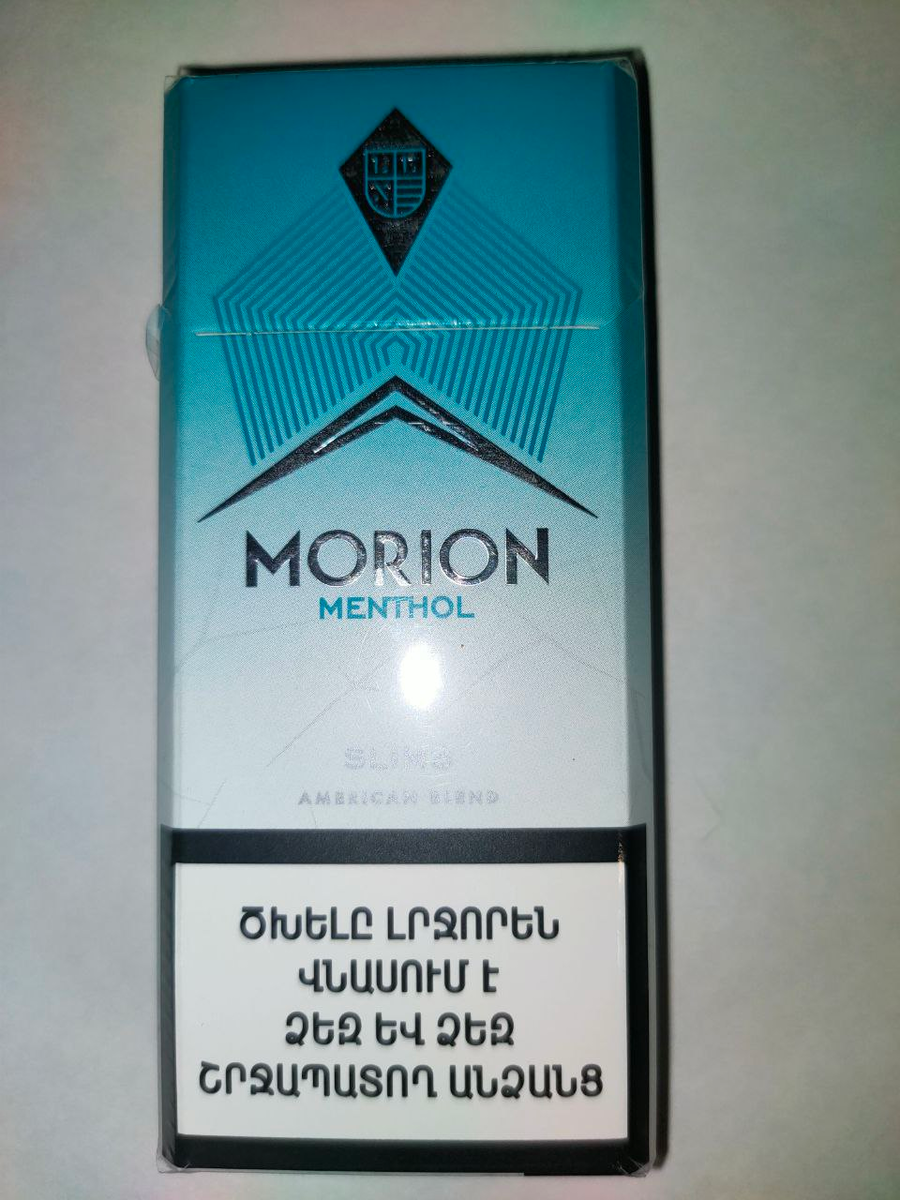 MORION
MENTHOL
SLIMS
AMERICAN BLEND
ԾԽԵԼԸ ԼՐՋՈՐԵՆ
ՎՆԱՍՈՒՄ Է
ՁԵԶ ԵՎ ՁԵԶ
ՇՐՋԱՊԱՏՈՂ ԱՆՁԱՆՑ